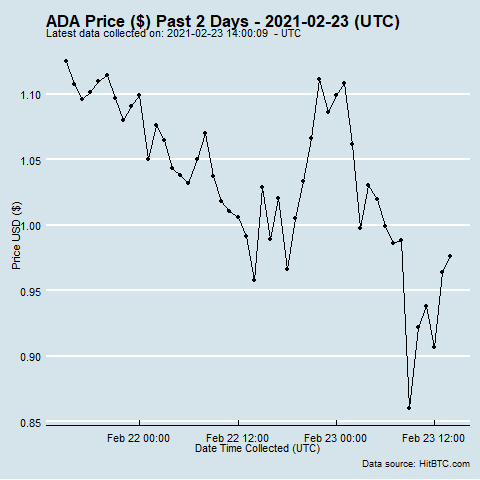 ADA Price ($) Past 2 Days - 2021-02-23 (UTC)
Latest data collected on: 2021-02-23 14:00:09 - UTC
1.10
1.05
1.00
0.95
0.90
0.85
Price USD ($)
Feb 22 00:00 Feb 22 12:00 Feb 23 00:00 Feb 23 12:00
Date Time Collected (UTC)
Data source: HitBTC.com